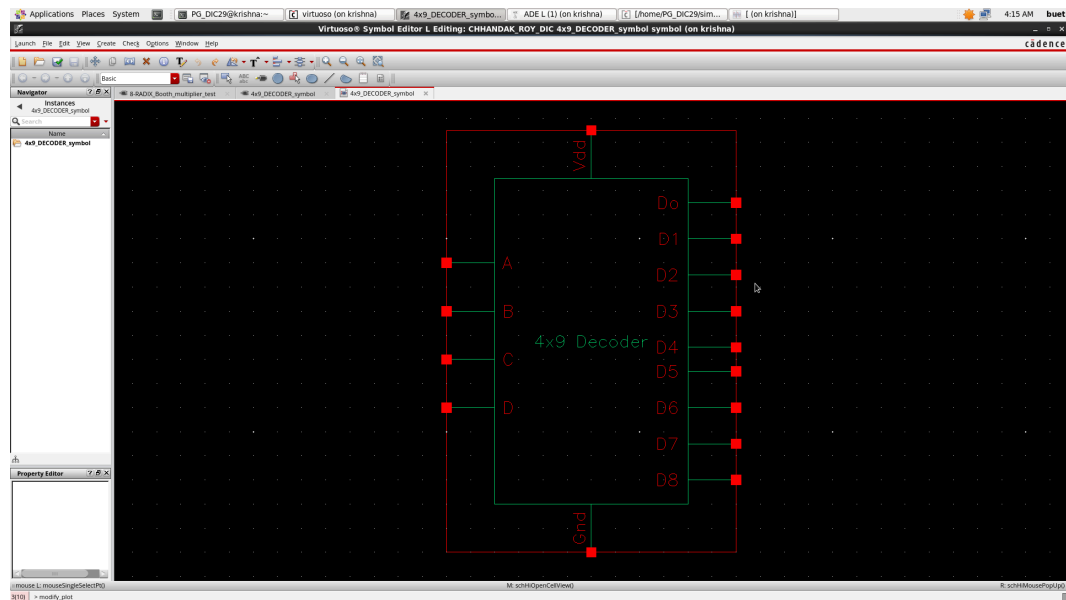 Applications Places System PG_DIC29@krishna:~ virtuoso (on krishna) 4x9_DECODER_symbo... ADE L (1) (on krishna) [/home/PG_DIC29/sim... [ (on krishna)] 4:15 AM buet
Virtuoso® Symbol Editor L Editing: CHHANDAK_ROY_DIC 4x9_DECODER_symbol symbol (on krishna)
Launch File Edit View Create Check Options Window Help cādence
Basic
Navigator ? 8-RADIX_Booth_multiplier_test 4x9_DECODER_symbol 4x9_DECODER_symbol
Instances
4x9_DECODER_symbol
Search
Name
4x9_DECODER_symbol
Vdd
Do
D1
A
D2
B D3
4x9 Decoder D4
C
D5
D D6
D7
Property Editor ?
D8
Gnd
mouse L: mouseSingleSelectPt() M: schHiOpenCellView() R: schHiMousePopUp()
3(10) > modify_plot